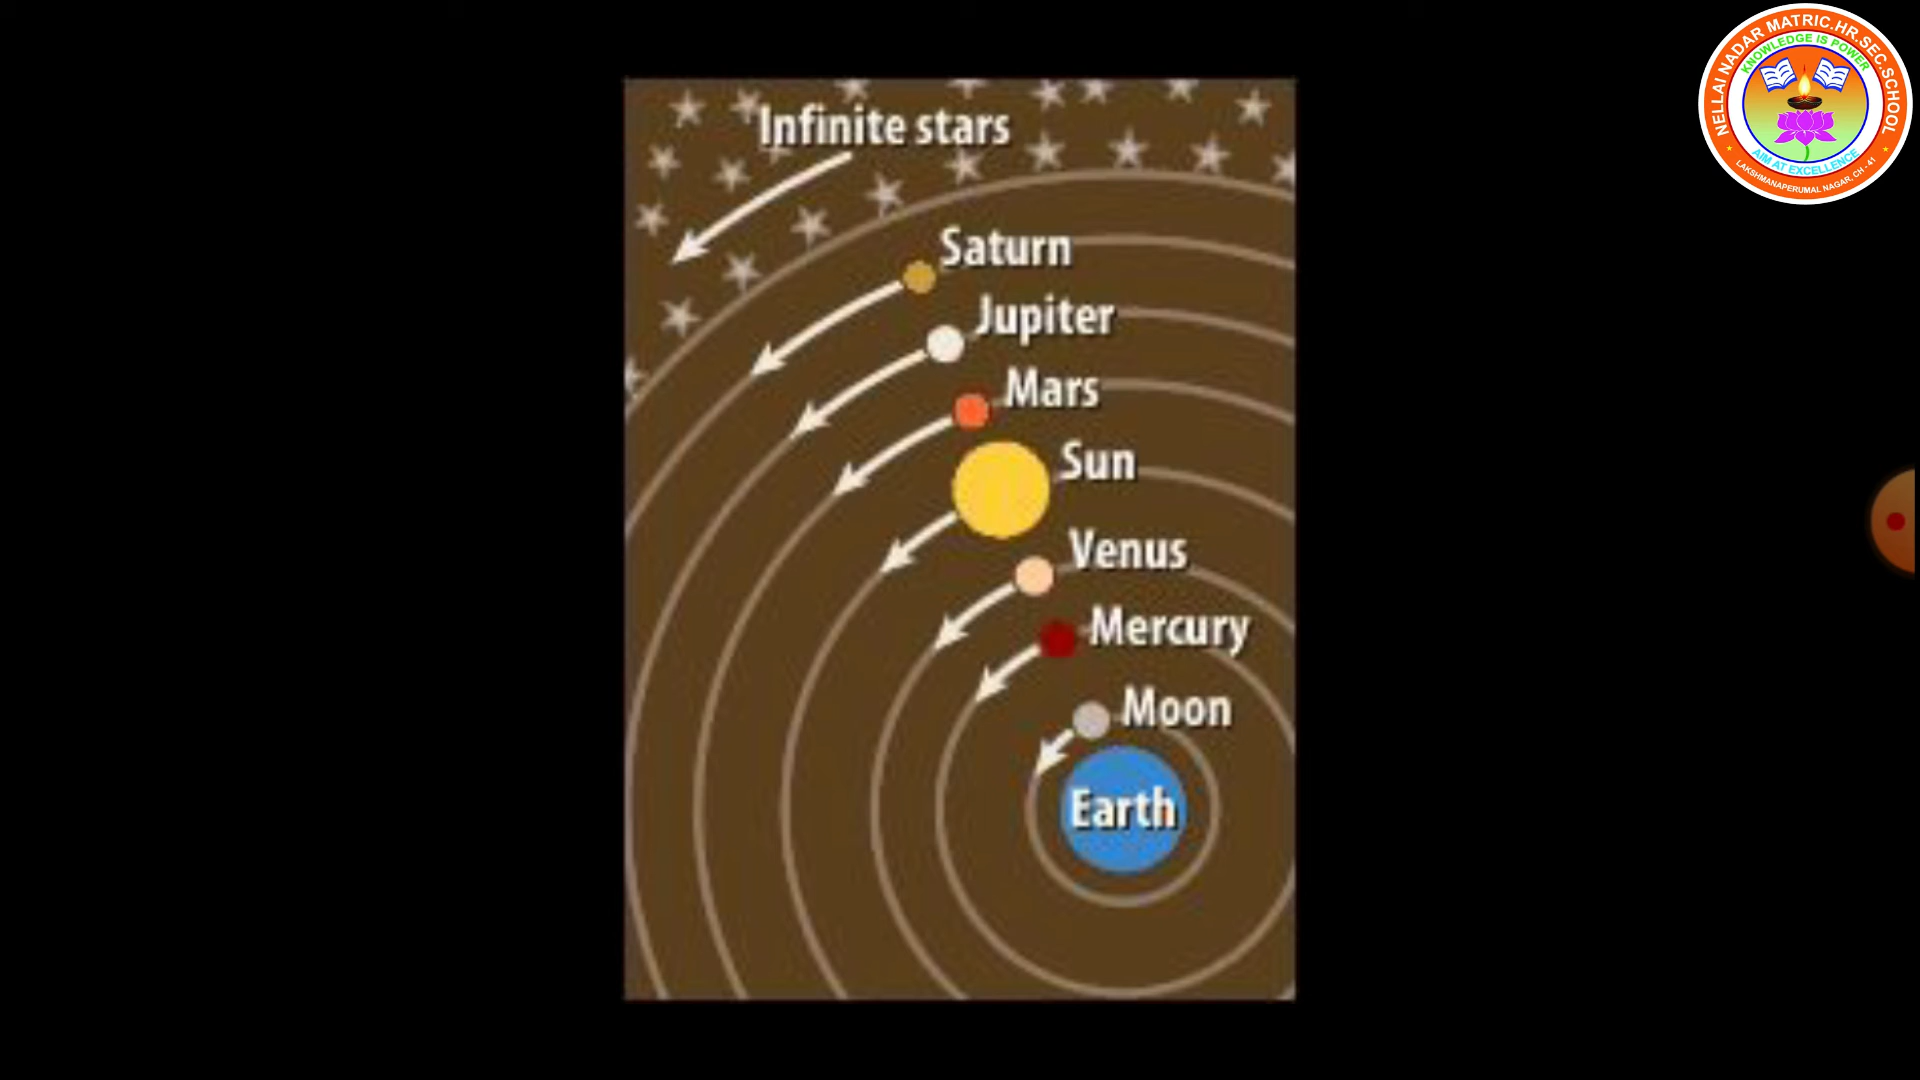 Infinite stars
Saturn
Jupiter
Mars
Sun
Venus
Mercury
Moon
Earth
NELLAI NADAR MATRIC.HR.SEC.SCHOOL
KNOWLEDGE IS POWER
AIM AT EXCELLENCE
LAKSHMANAPERUMAL NAGAR, CH - 41